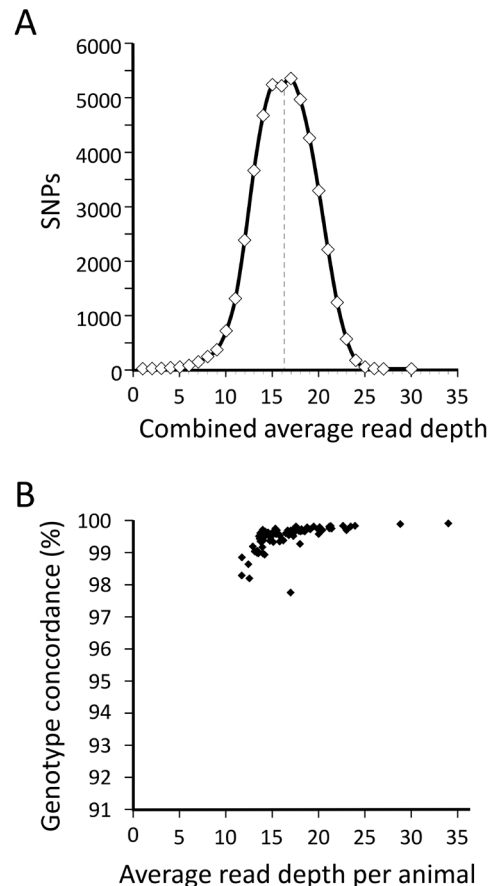 A
SNPs
6000
5000
4000
3000
2000
1000
0
0 5 10 15 20 25 30 35
Combined average read depth
B
Genotype concordance (%)
100
99
98
97
96
95
94
93
92
91
0 5 10 15 20 25 30 35
Average read depth per animal